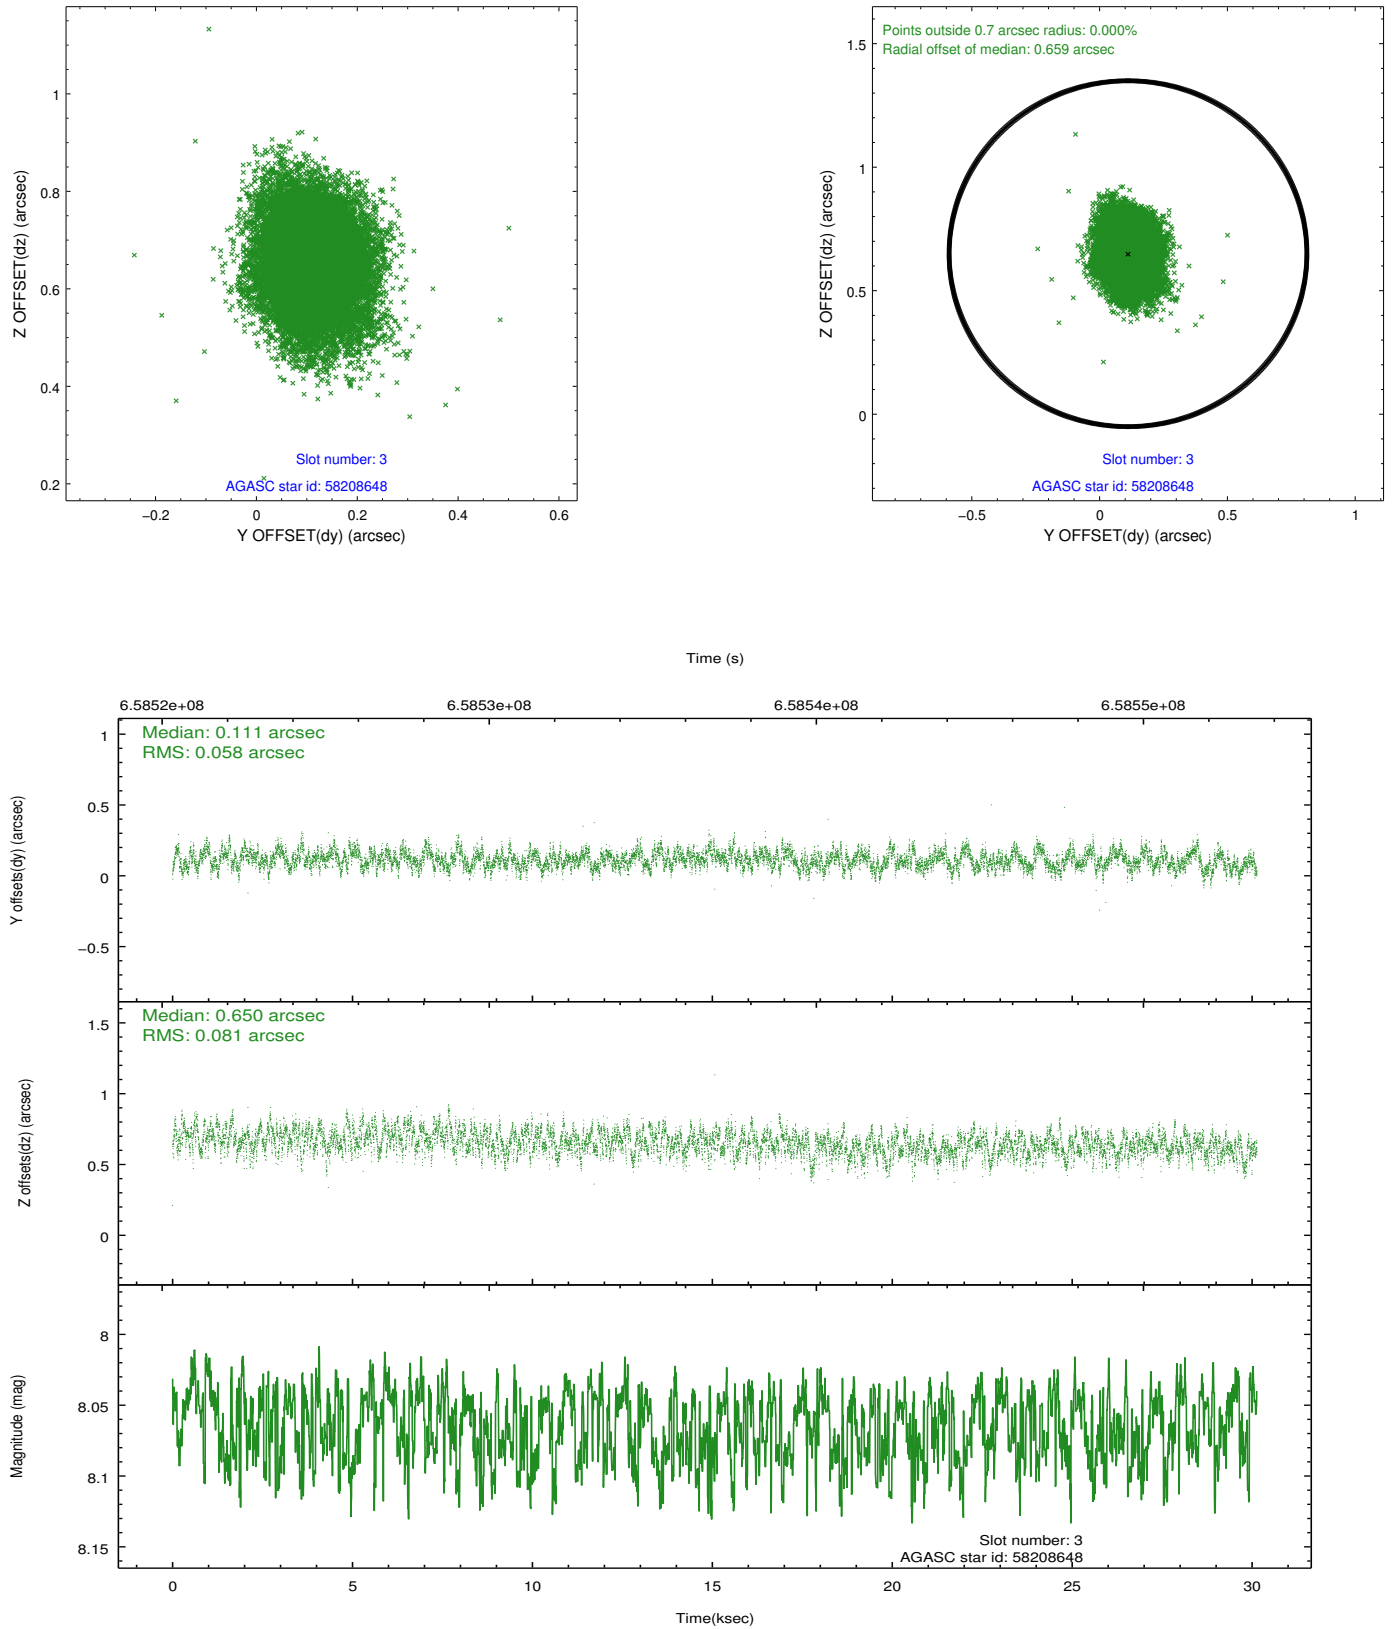 1
0.8
0.6
0.4
0.2
Z OFFSET(dz) (arcsec)
Slot number: 3
AGASC star id: 58208648
−0.2 0 0.2 0.4 0.6
Y OFFSET(dy) (arcsec)
Points outside 0.7 arcsec radius: 0.000%
Radial offset of median: 0.659 arcsec
1.5
1
0.5
0
Z OFFSET(dz) (arcsec)
Slot number: 3
AGASC star id: 58208648
−0.5 0 0.5 1
Y OFFSET(dy) (arcsec)
Time (s)
6.5852e+08 6.5853e+08 6.5854e+08 6.5855e+08
Median: 0.111 arcsec
RMS: 0.058 arcsec
1
0.5
0
−0.5
Y offsets(dy) (arcsec)
Median: 0.650 arcsec
RMS: 0.081 arcsec
1.5
1
0.5
0
Z offsets(dz) (arcsec)
8
8.05
8.1
8.15
Magnitude (mag)
Slot number: 3
AGASC star id: 58208648
0 5 10 15 20 25 30
Time(ksec)